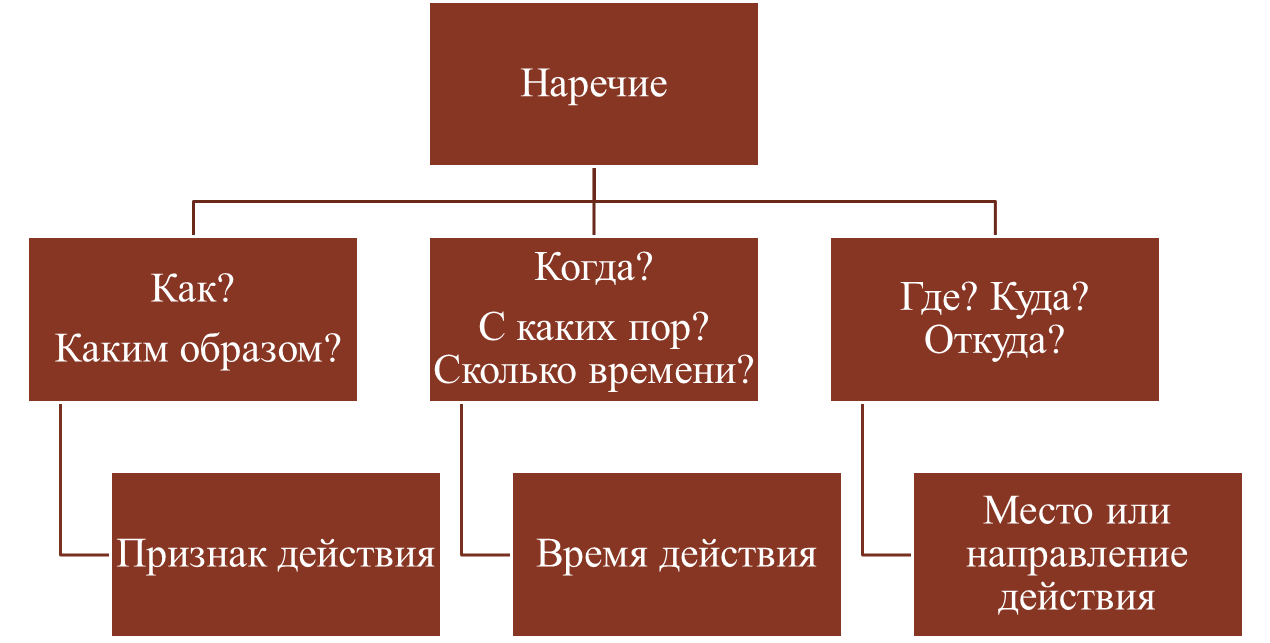 Наречие
Как?
Каким образом?
Когда?
С каких пор?
Сколько времени?
Где? Куда?
Откуда?
Признак действия
Время действия
Место или
направление
действия